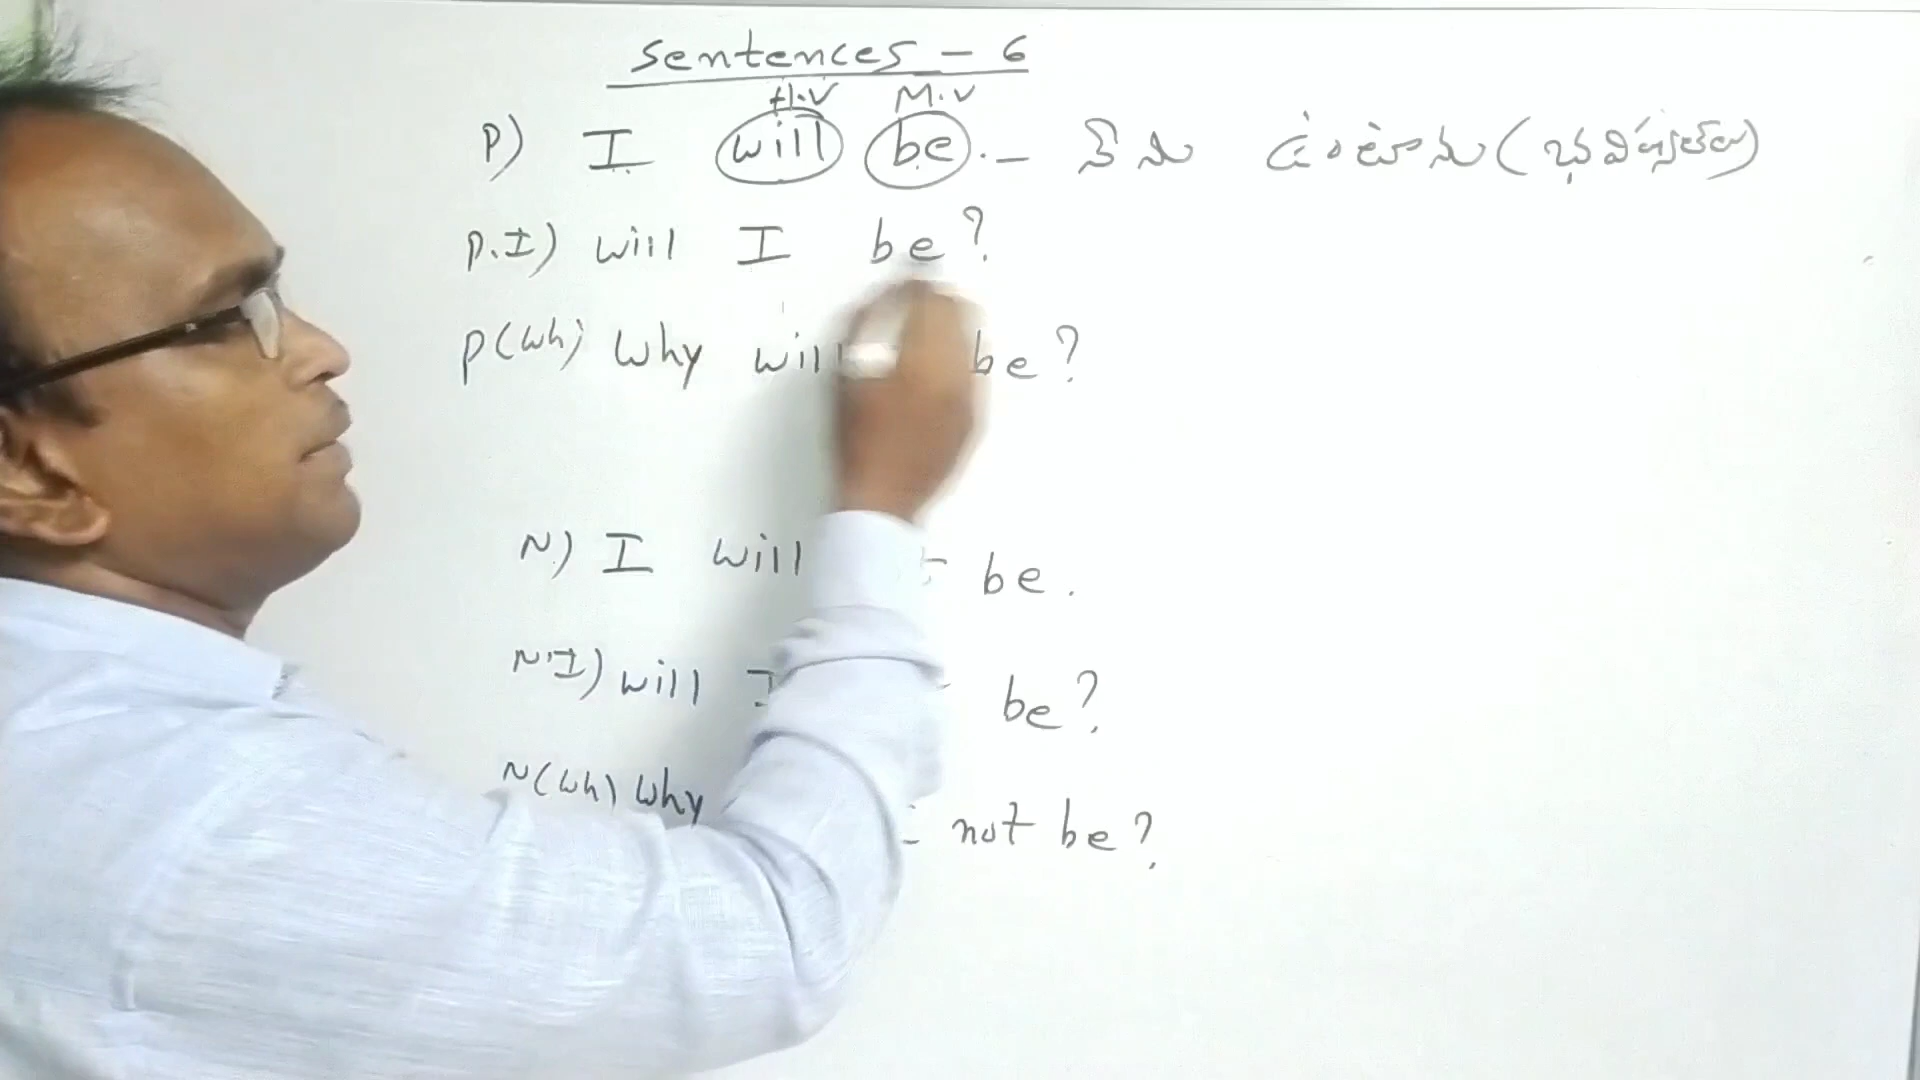 Sentences - 6
H.V M.V
P) I will be. - నేను ఉంటాను (భవిష్యత్‌లో)
P.I) will I be?
P(Wh) Why will be?
N) I will be.
N.I) will I be?
N(Wh) Why not be?